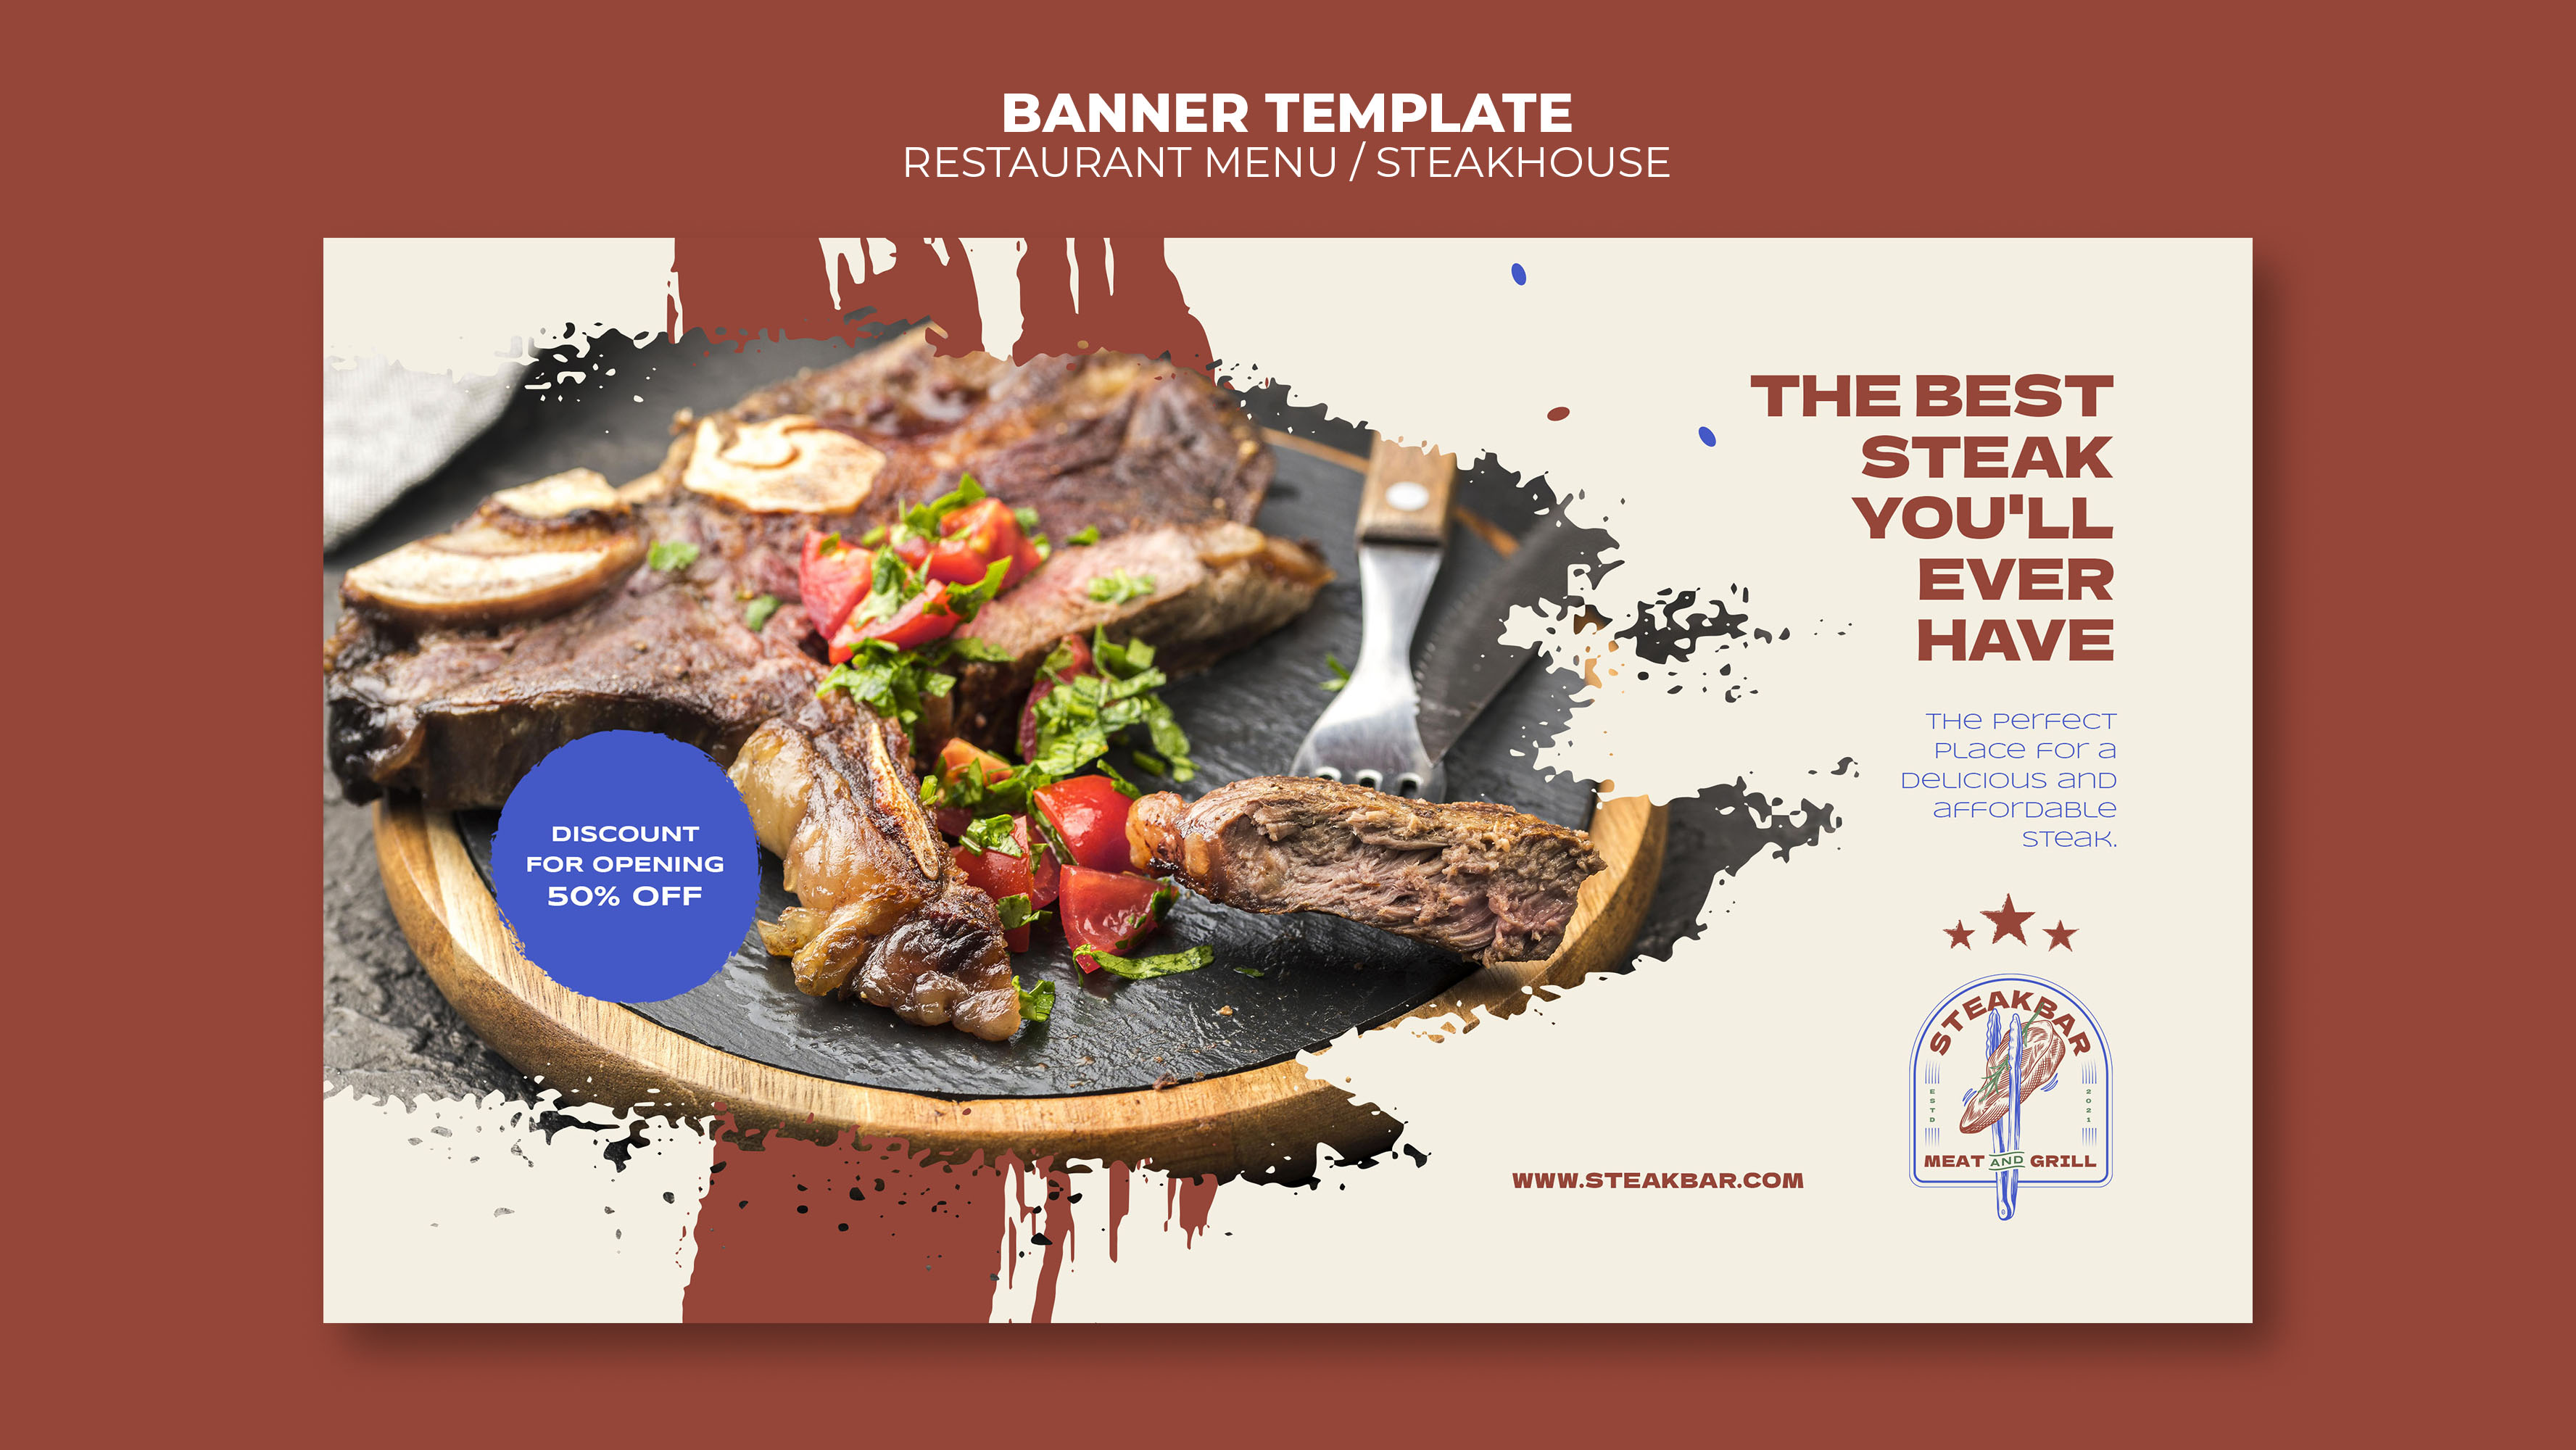 BANNER TEMPLATE
RESTAURANT MENU / STEAKHOUSE
THE BEST
STEAK
YOU'LL
EVER
HAVE
THE PERFECT
PLACE FOR A
DELICIOUS AND
AFFORDABLE
STEAK.
DISCOUNT
FOR OPENING
50% OFF
STEAKBAR
ESTD
2021
MEAT AND GRILL
WWW.STEAKBAR.COM